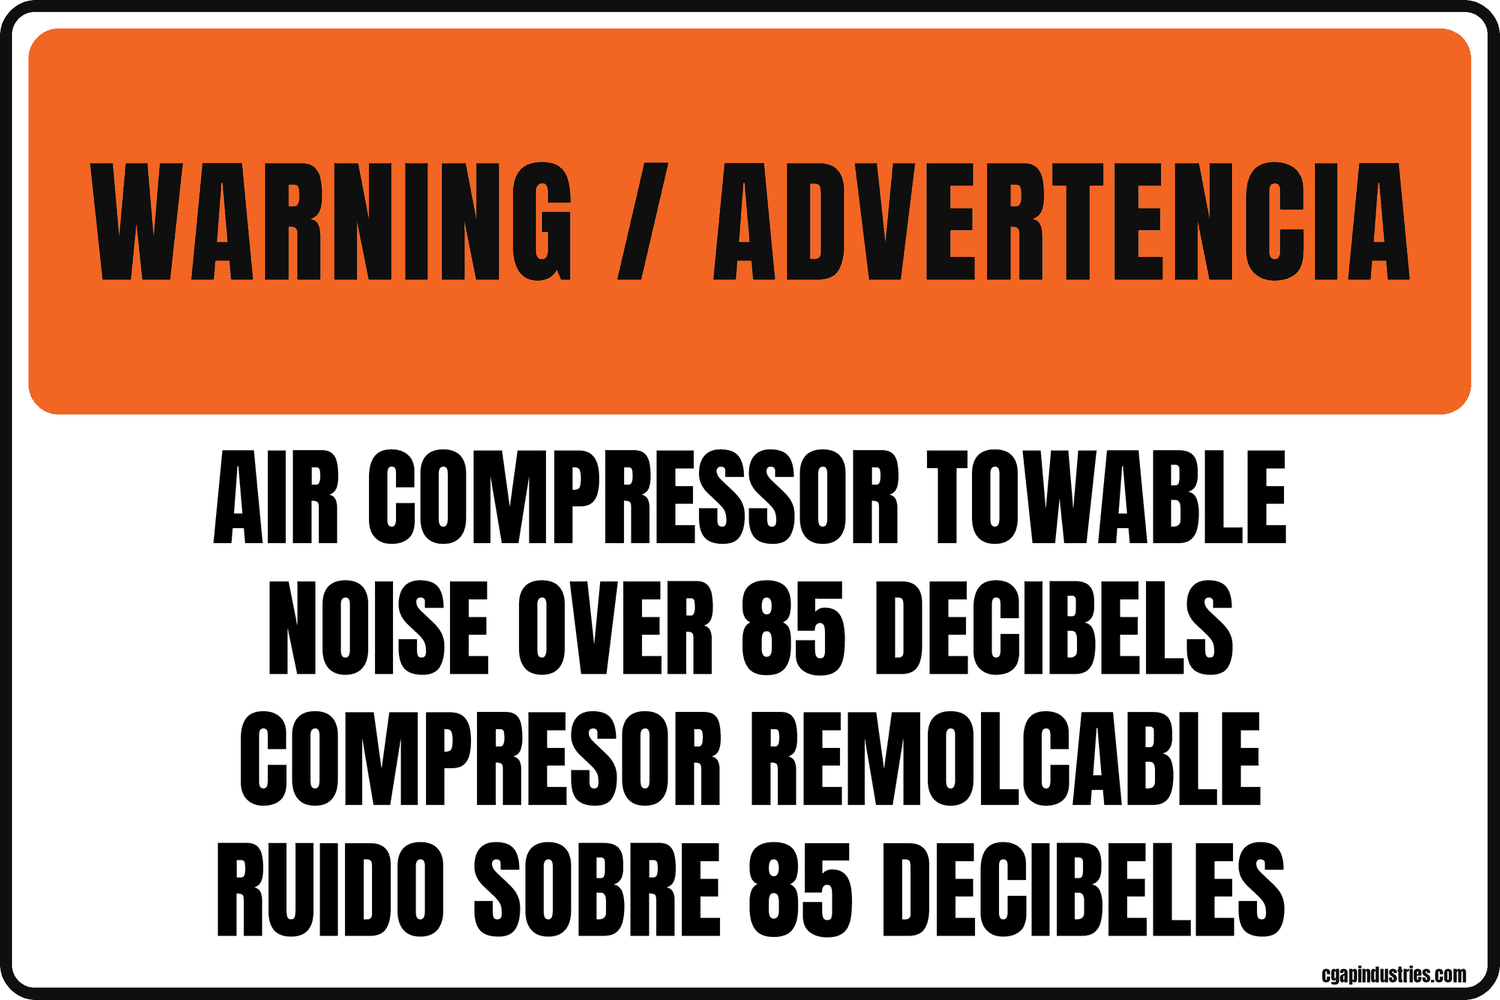 WARNING / ADVERTENCIA
AIR COMPRESSOR TOWABLE
NOISE OVER 85 DECIBELS
COMPRESOR REMOLCABLE
RUIDO SOBRE 85 DECIBELES
cgapindustries.com